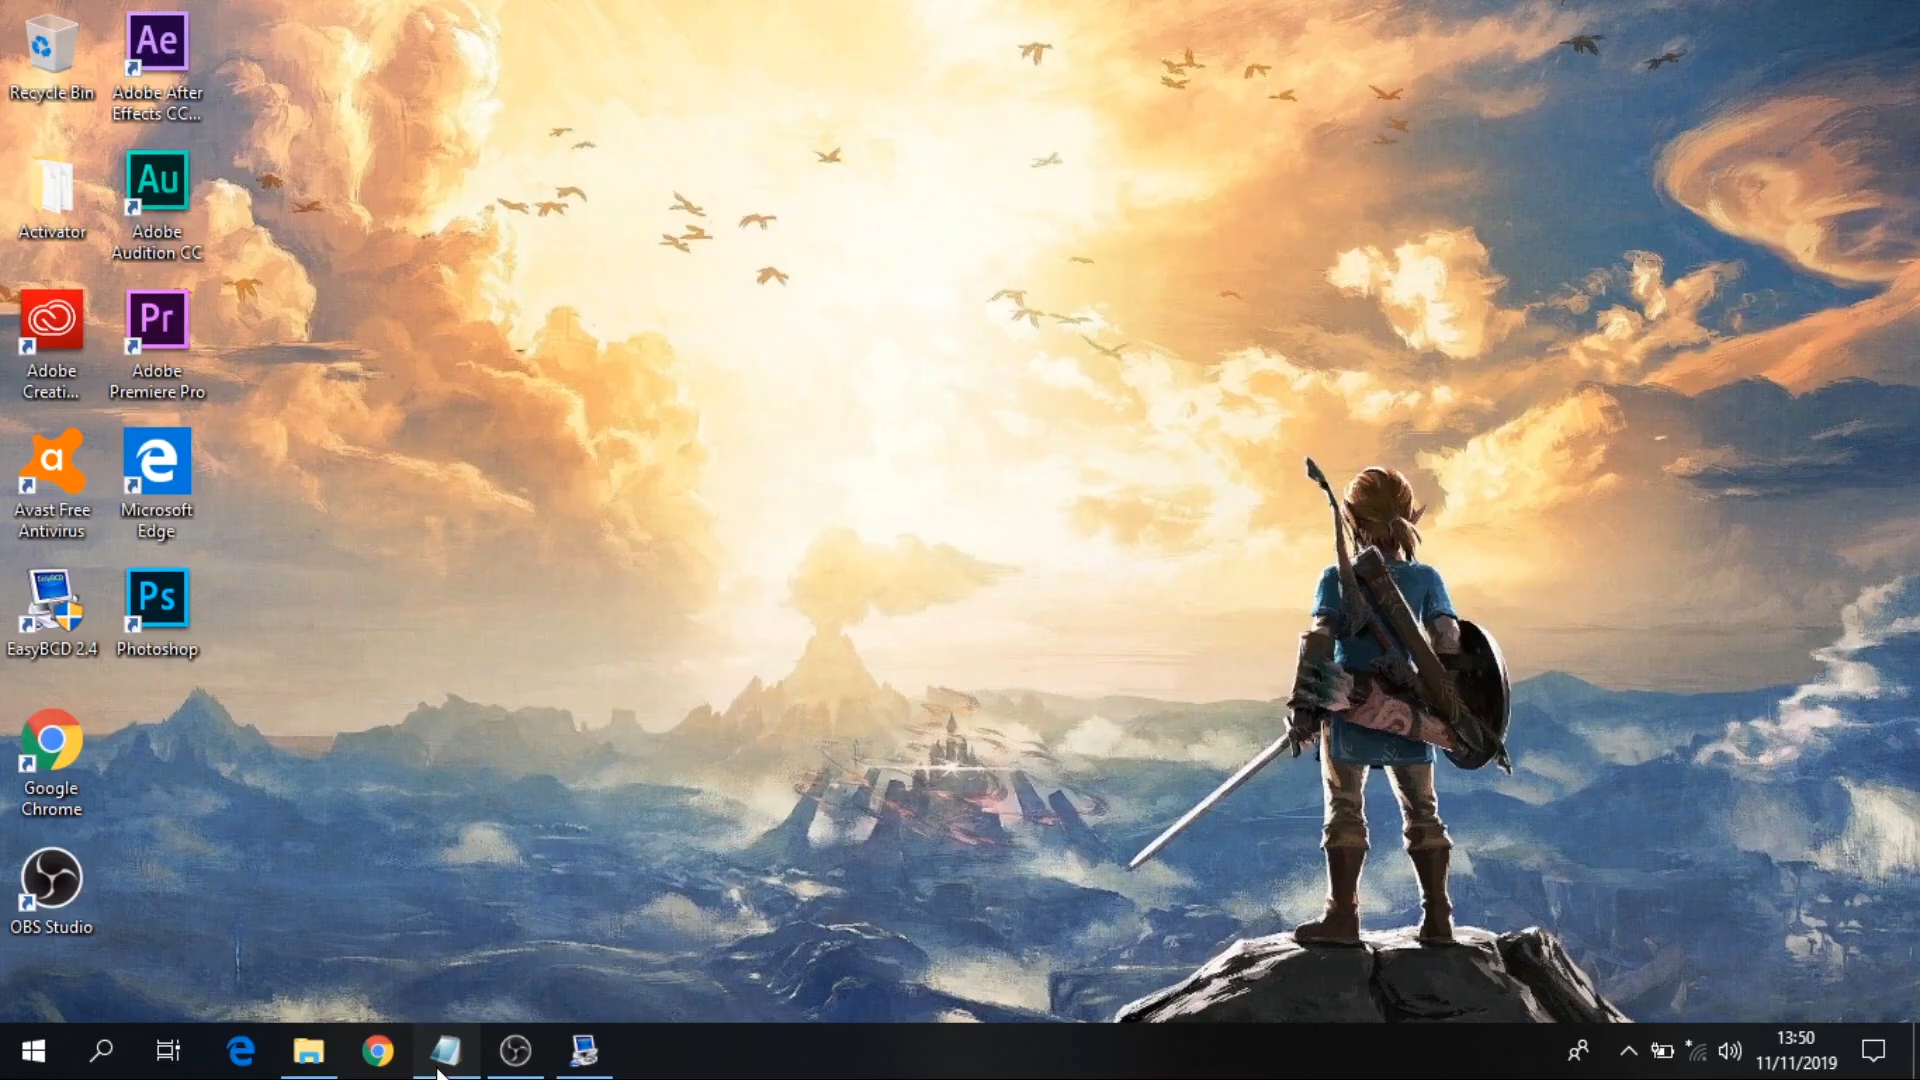 Recycle Bin
Ae
Adobe After
Effects CC...
Activator
Au
Adobe
Audition CC
Adobe
Creati...
Pr
Adobe
Premiere Pro
a
Avast Free
Antivirus
Microsoft
Edge
EasyBCD
EasyBCD 2.4
Ps
Photoshop
Google
Chrome
OBS Studio
13:50
11/11/2019